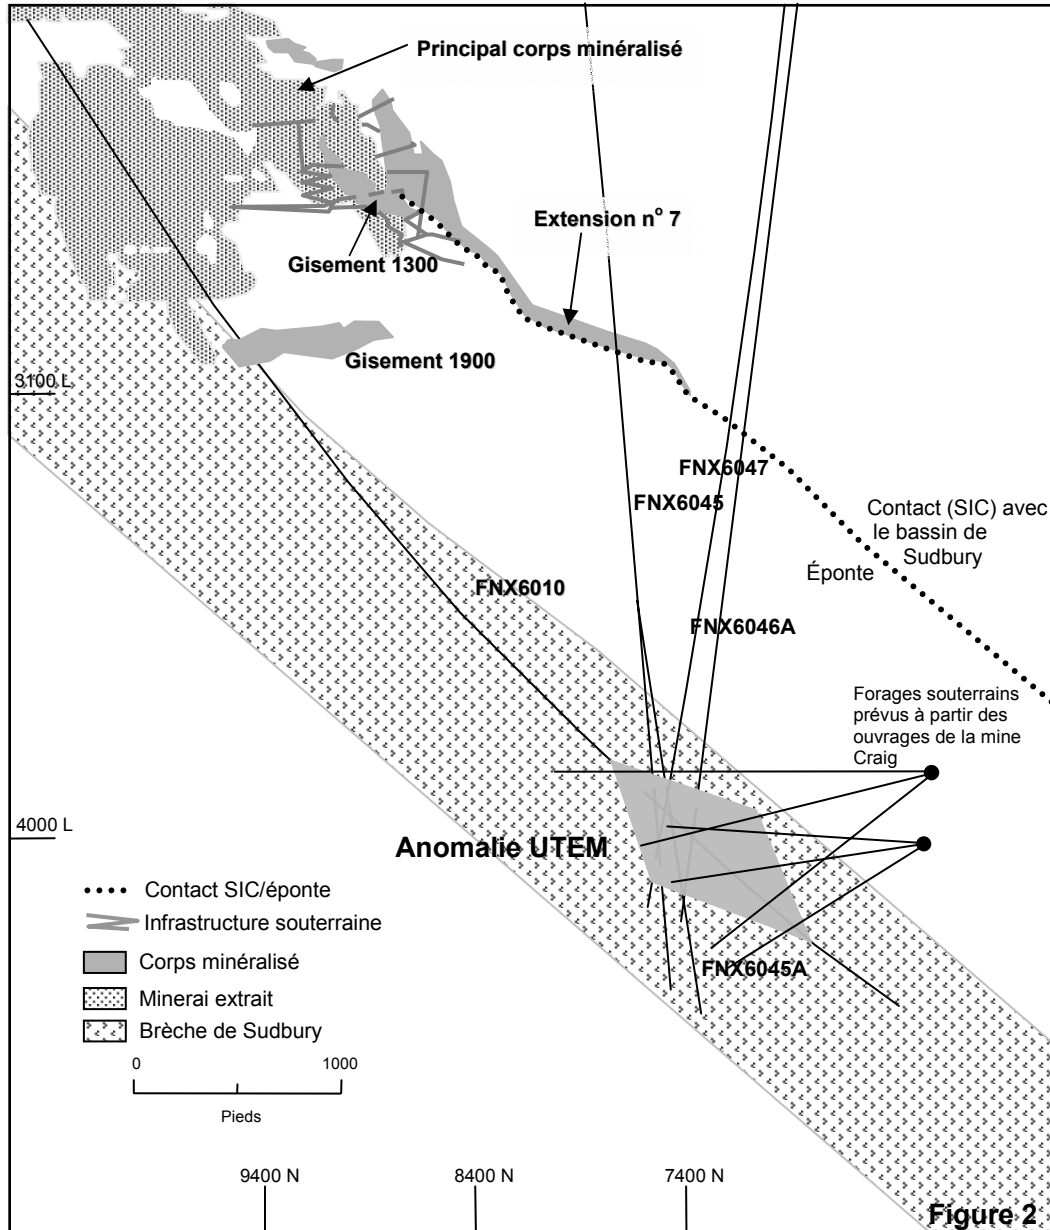 Principal corps minéralisé
Extension n° 7
Gisement 1300
Gisement 1900
3100 L
FNX6047
FNX6045
Contact (SIC) avec
le bassin de
Sudbury
Éponte
FNX6010
FNX6046A
Forages souterrains
prévus à partir des
ouvrages de la mine
Craig
4000 L
Anomalie UTEM
Contact SIC/éponte
Infrastructure souterraine
Corps minéralisé
Minerai extrait
Brèche de Sudbury
FNX6045A
0 1000
Pieds
9400 N 8400 N 7400 N
Figure 2